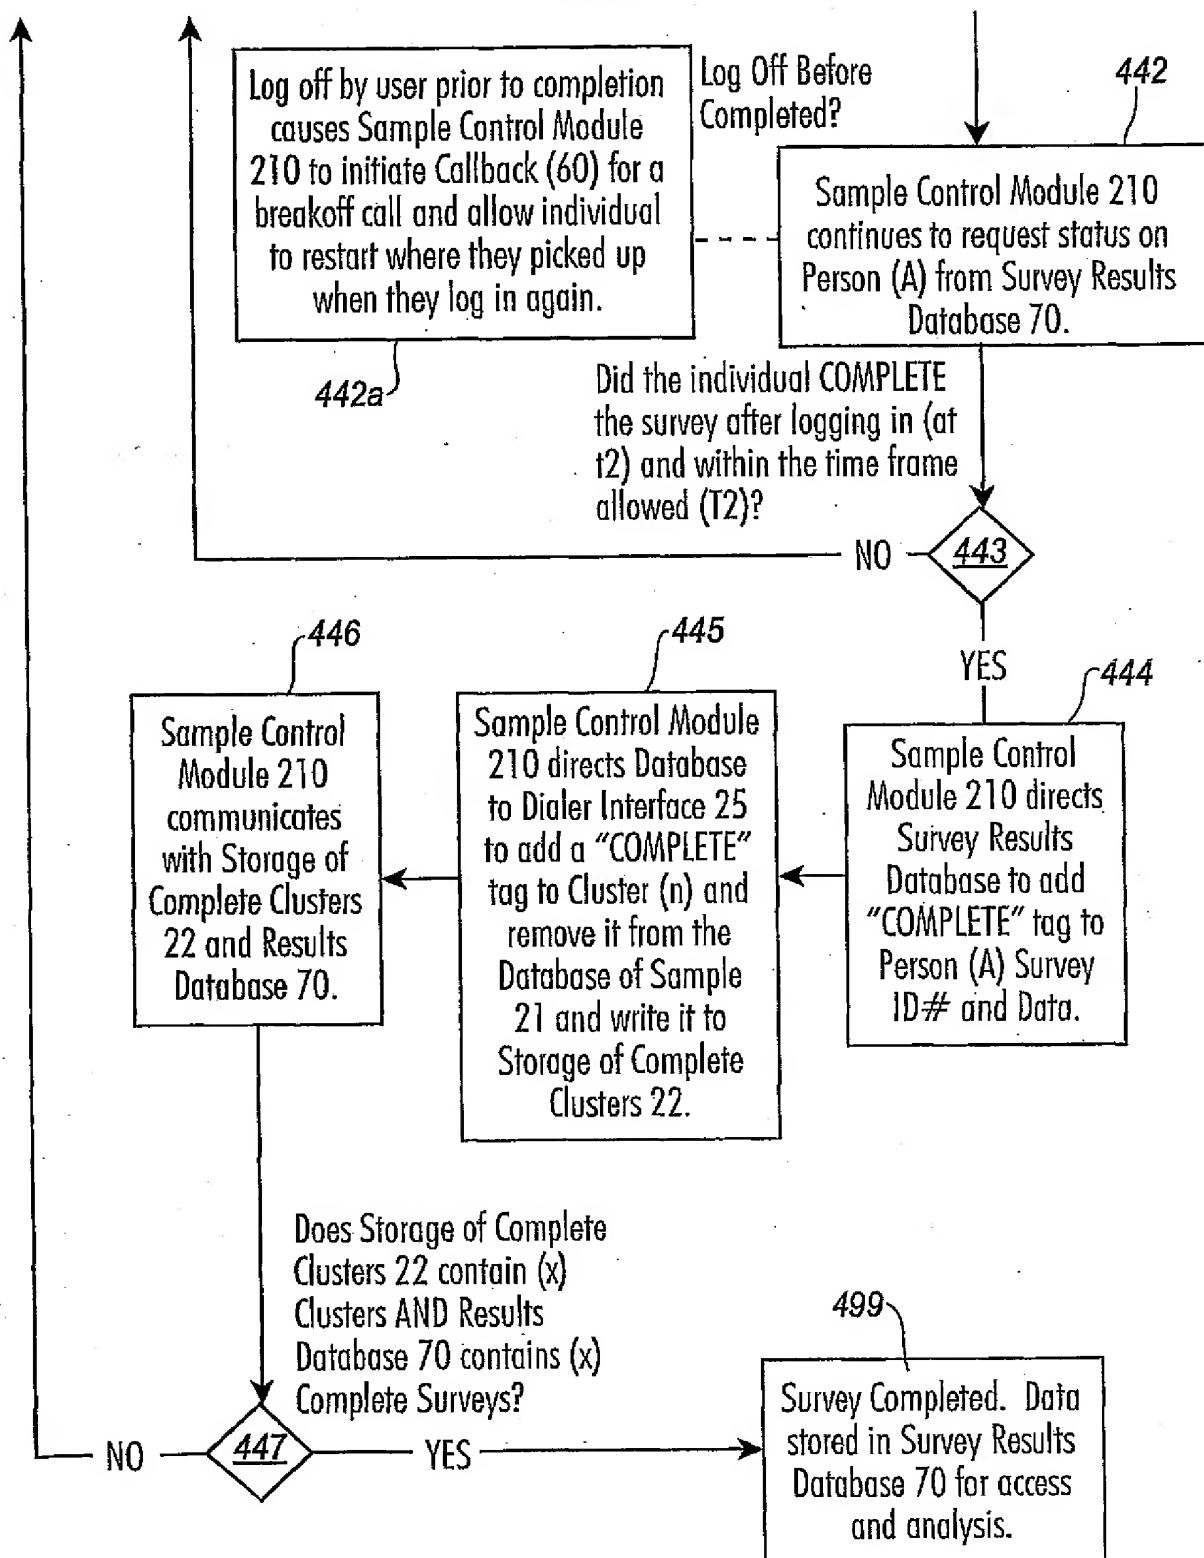 Log off by user prior to completion
causes Sample Control Module
210 to initiate Callback (60) for a
breakoff call and allow individual
to restart where they picked up
when they log in again.
442a
Log Off Before
Completed?
442
Sample Control Module 210
continues to request status on
Person (A) from Survey Results
Database 70.
Did the individual COMPLETE
the survey after logging in (at
t2) and within the time frame
allowed (T2)?
NO
443
YES
444
Sample Control
Module 210 directs
Survey Results
Database to add
“COMPLETE” tag to
Person (A) Survey
ID# and Data.
445
Sample Control Module
210 directs Database
to Dialer Interface 25
to add a “COMPLETE”
tag to Cluster (n) and
remove it from the
Database of Sample
21 and write it to
Storage of Complete
Clusters 22.
446
Sample Control
Module 210
communicates
with Storage of
Complete Clusters
22 and Results
Database 70.
Does Storage of Complete
Clusters 22 contain (x)
Clusters AND Results
Database 70 contains (x)
Complete Surveys?
NO
447
YES
499
Survey Completed. Data
stored in Survey Results
Database 70 for access
and analysis.